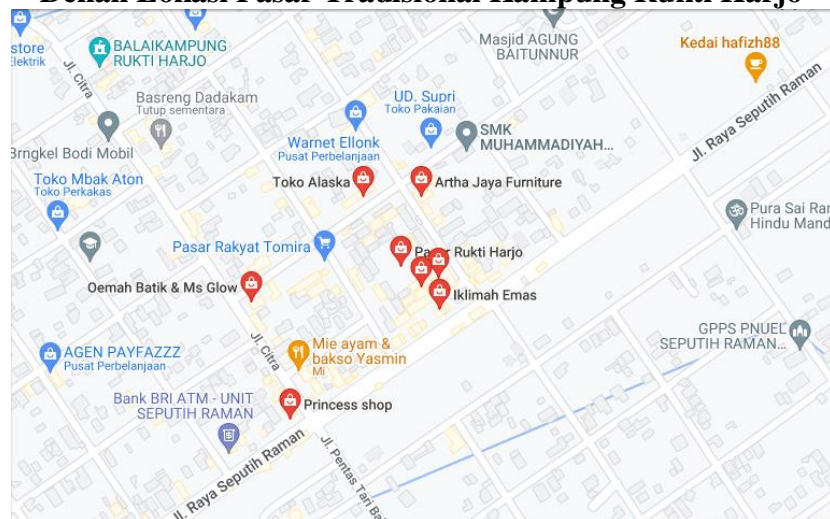 Denah Lokasi Pasar Tradisional Kampung Rukti Harjo
store
Elektrik
BALAIKAMPUNG
RUKTI HARJO
Jl. Citra
Masjid AGUNG
BAITUNNUR
Kedai hafizh88
Basreng Dadakam
Tutup sementara
UD. Supri
Toko Pakaian
Jl. Raya Seputih Raman
Brngkel Bodi Mobil
Warnet Ellonk
Pusat Perbelanjaan
SMK
MUHAMMADIYAH...
Toko Mbak Aton
Toko Perkakas
Toko Alaska
Artha Jaya Furniture
Pura Sai Ra
Hindu Mand
Pasar Rakyat Tomira
Pasar Rukti Harjo
Oemah Batik & Ms Glow
Iklimah Emas
Jl. Citra
Mie ayam &
bakso Yasmin
Mi
GPPS PNUEL
SEPUTIH RAMAN...
AGEN PAYFAZZZ
Pusat Perbelanjaan
Bank BRI ATM - UNIT
SEPUTIH RAMAN
Princess shop
Jl. Raya Seputih Raman
Jl. Pentas Tari Ba